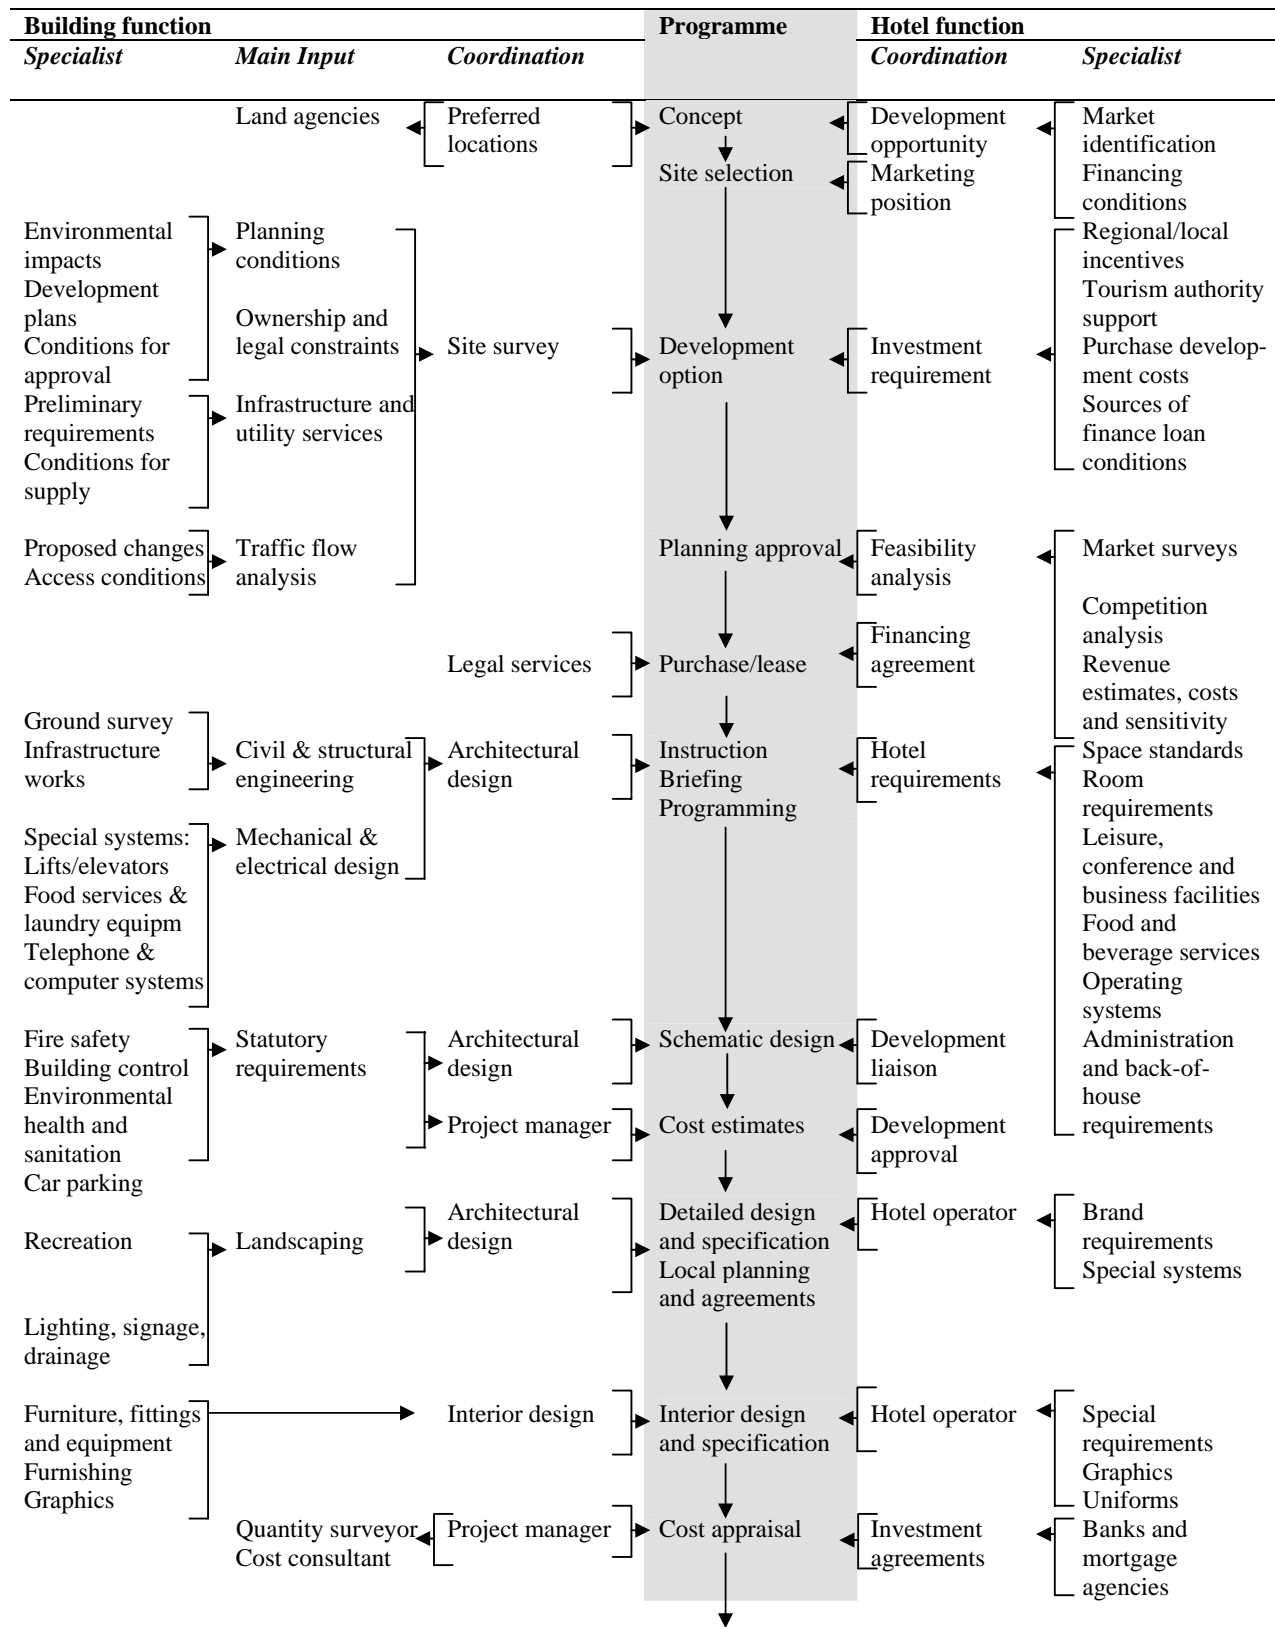 Building function Programme Hotel function
Specialist Main Input Coordination Coordination Specialist
Land agencies Preferred Concept Development Market
locations opportunity identification
Site selection Marketing Financing
position conditions
Environmental Planning Regional/local
impacts conditions incentives
Development Tourism authority
plans Ownership and support
Conditions for legal constraints Site survey Development Investment Purchase develop-
approval option requirement ment costs
Preliminary Infrastructure and Sources of
requirements utility services finance loan
Conditions for conditions
supply
Proposed changes Traffic flow Planning approval Feasibility Market surveys
Access conditions analysis analysis
Competition
Financing analysis
Legal services Purchase/lease agreement Revenue
estimates, costs
Ground survey and sensitivity
Infrastructure Civil & structural Architectural Instruction Hotel Space standards
works engineering design Briefing requirements Room
Programming requirements
Special systems: Mechanical & Leisure,
Lifts/elevators electrical design conference and
Food services & business facilities
laundry equipm Food and
Telephone & beverage services
computer systems Operating
systems
Fire safety Statutory Architectural Schematic design Development Administration
Building control requirements design liaison and back-of-
Environmental house
health and Project manager Cost estimates Development requirements
sanitation approval
Car parking
Architectural Detailed design Hotel operator Brand
Recreation Landscaping design and specification requirements
Local planning Special systems
and agreements
Lighting, signage,
drainage
Furniture, fittings Interior design Interior design Hotel operator Special
and equipment and specification requirements
Furnishing Graphics
Graphics Uniforms
Quantity surveyor Project manager Cost appraisal Investment Banks and
Cost consultant agreements mortgage
agencies